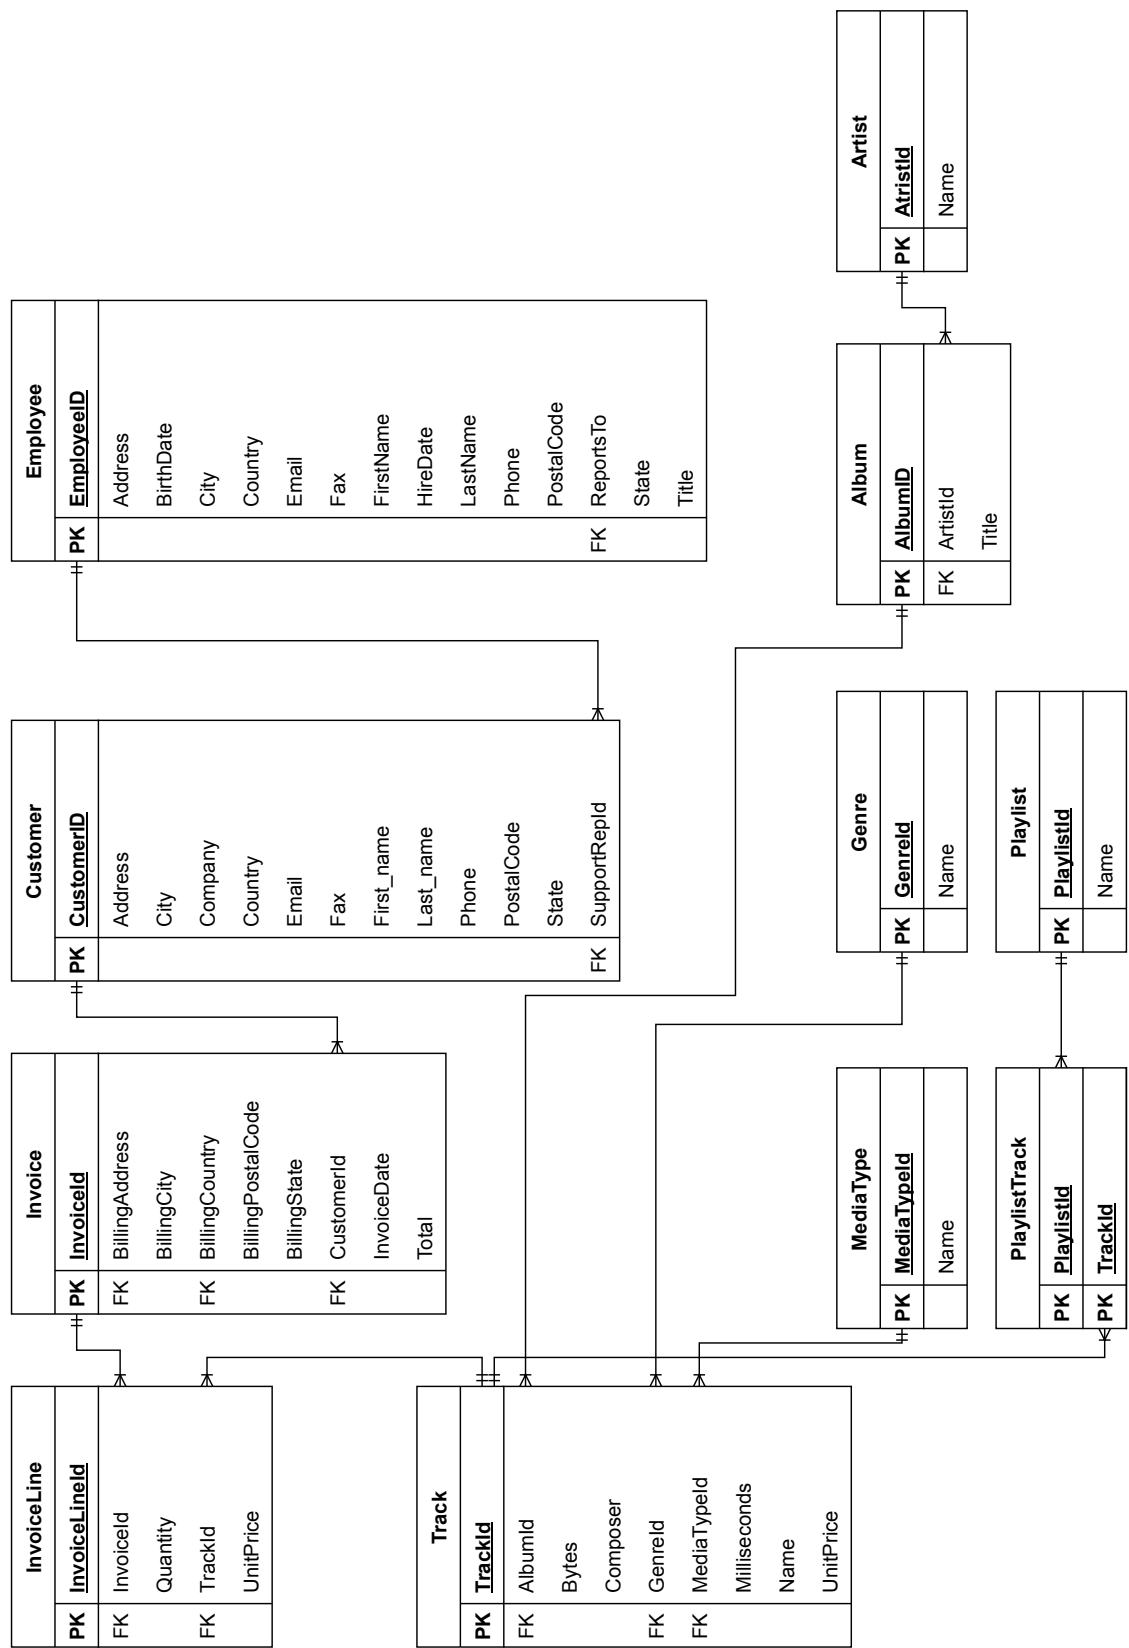 InvoiceLine
PK InvoiceLineId
FK InvoiceId
Quantity
FK TrackId
UnitPrice
Invoice
PK InvoiceId
FK BillingAddress
BillingCity
FK BillingCountry
BillingPostalCode
BillingState
FK CustomerId
InvoiceDate
Total
Customer
PK CustomerID
Address
City
Company
Country
Email
Fax
First_name
Last_name
Phone
PostalCode
State
FK SupportRepId
Employee
PK EmployeeID
Address
BirthDate
City
Country
Email
Fax
FirstName
HireDate
LastName
Phone
PostalCode
FK ReportsTo
State
Title
Track
PK TrackId
FK AlbumId
Bytes
Composer
FK GenreId
FK MediaTypeId
Milliseconds
Name
UnitPrice
MediaType
PK MediaTypeId
Name
Genre
PK GenreId
Name
Album
PK AlbumID
FK ArtistId
Title
Artist
PK AtristId
Name
PlaylistTrack
PK PlaylistId
PK TrackId
Playlist
PK PlaylistId
Name